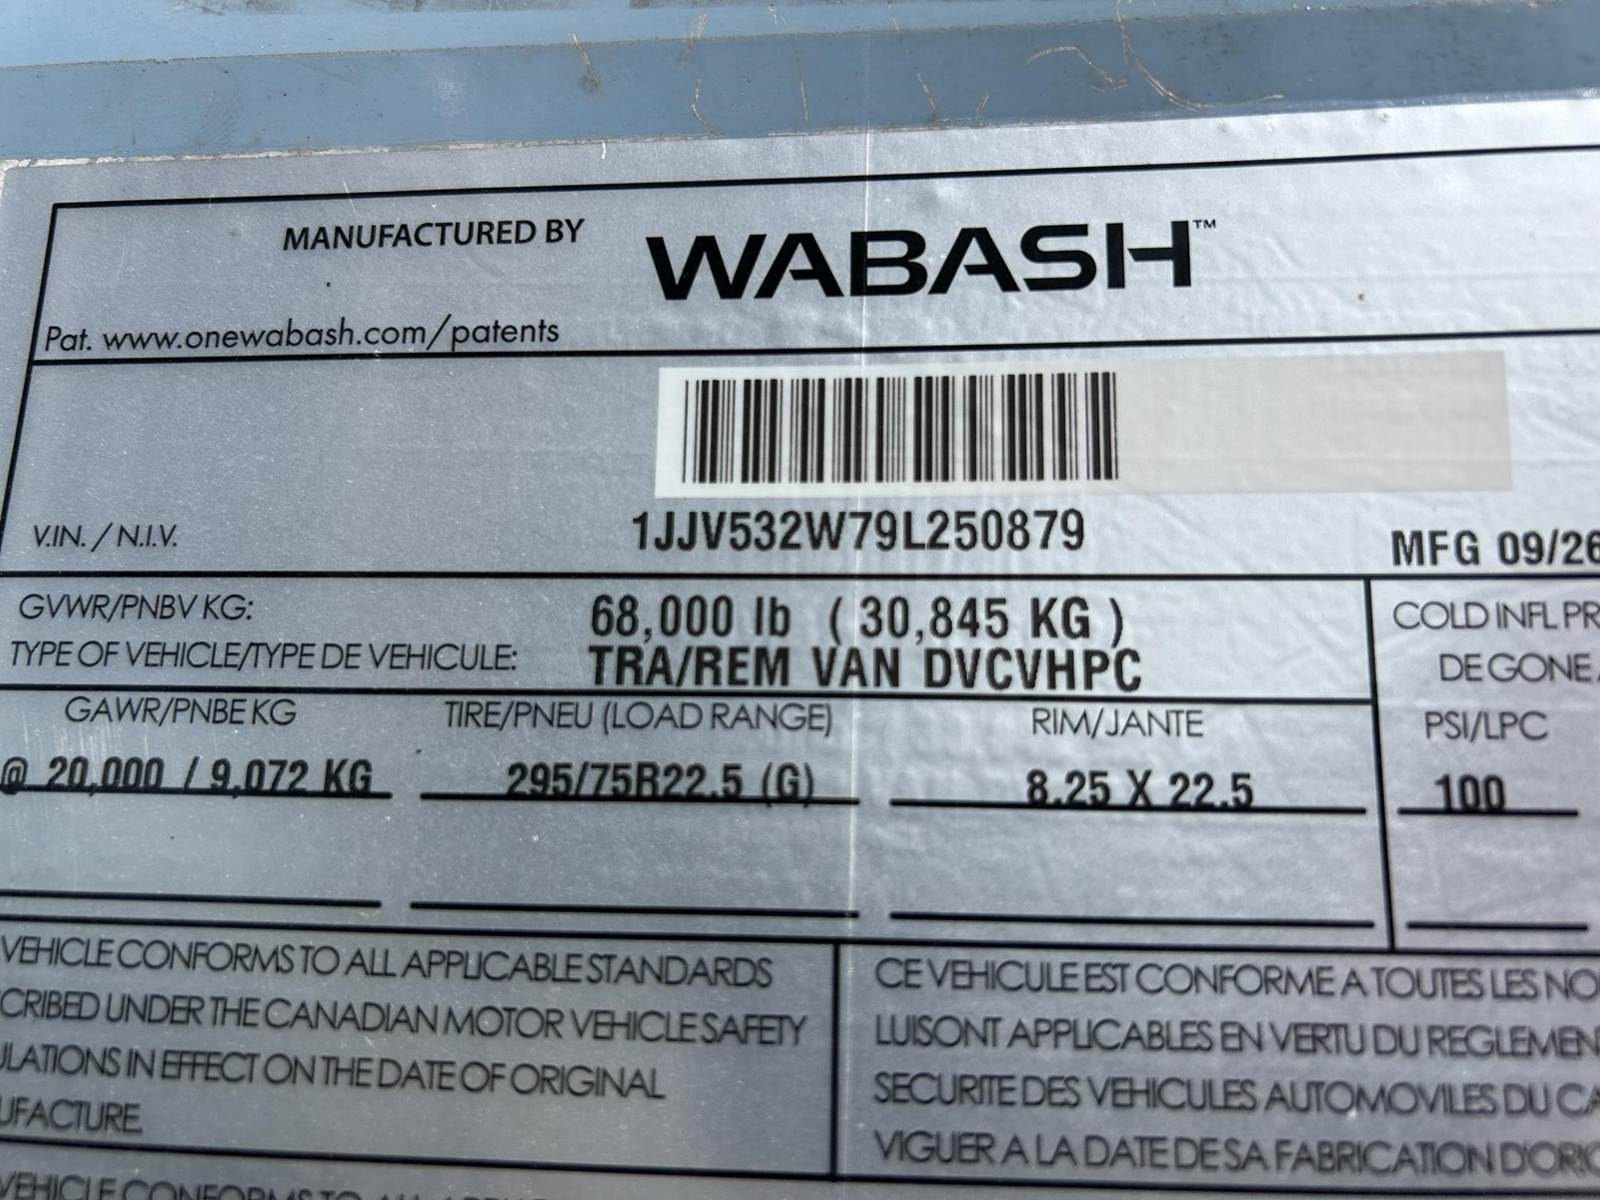 MANUFACTURED BY WABASH™
Pat. www.onewabash.com/patents
V.IN. / N.I.V. 1JJV532W79L250879 MFG 09/26
GVWR/PNBV KG: 68,000 lb ( 30,845 KG )
TYPE OF VEHICLE/TYPE DE VEHICULE: TRA/REM VAN DVCVHPC
COLD INFL PR
DE GONE
GAWR/PNBE KG TIRE/PNEU (LOAD RANGE) RIM/JANTE PSI/LPC
@ 20,000 / 9,072 KG 295/75R22.5 (G) 8.25 X 22.5 100
VEHICLE CONFORMS TO ALL APPLICABLE STANDARDS
CRIBED UNDER THE CANADIAN MOTOR VEHICLE SAFETY
ULATIONS IN EFFECT ON THE DATE OF ORIGINAL
UFACTURE.
CE VEHICULE EST CONFORME A TOUTES LES NO
LUISONT APPLICABLES EN VERTU DU REGLEMEN
SECURITE DES VEHICULES AUTOMOVILES DU CA
VIGUER A LA DATE DE SA FABRICATION D'ORIG
VEHICLE CONFORMS TO ALL